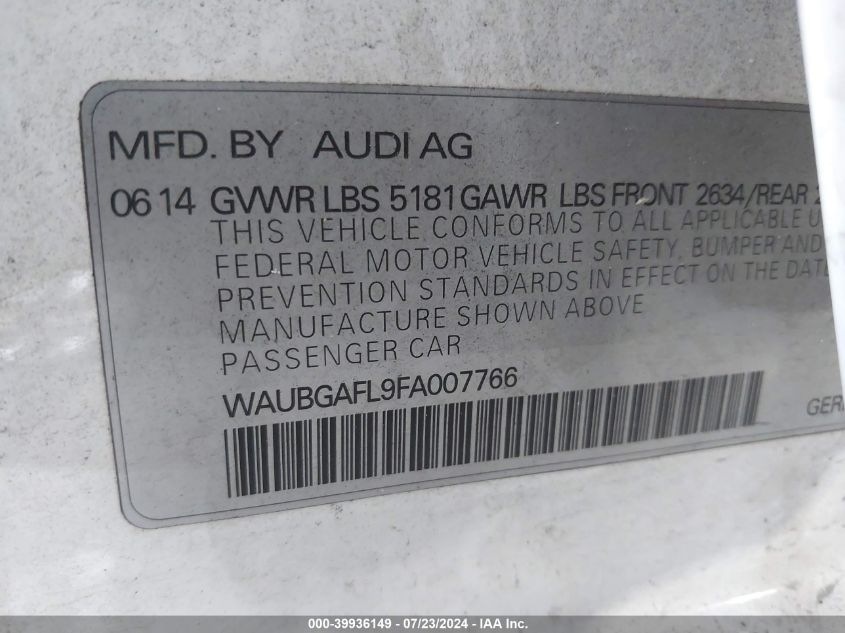 MFD. BY AUDI AG
06 14 GVWR LBS 5181 GAWR LBS FRONT 2634/REAR
THIS VEHICLE CONFORMS TO ALL APPLICABLE
FEDERAL MOTOR VEHICLE SAFETY, BUMPER AND
PREVENTION STANDARDS IN EFFECT ON THE DATE
MANUFACTURE SHOWN ABOVE
PASSENGER CAR
WAUBGAFL9FA007766
000-39936149 - 07/23/2024 - IAA Inc.